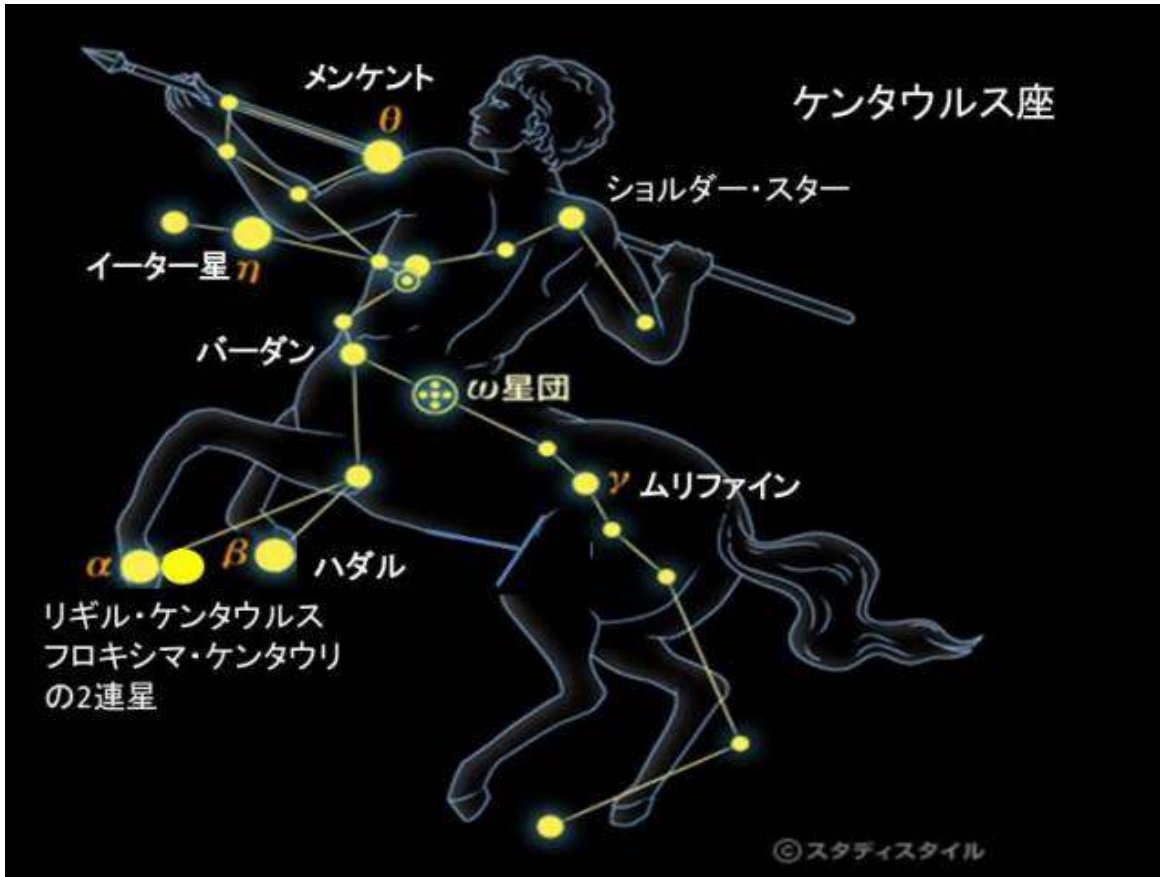 メンケント
θ
ケンタウルス座
ショルダー・スター
イーター星 η
バーダン
ω星団
γ ムリファイン
α
β
ハダル
リギル・ケンタウルス
フロキシマ・ケンタウリ
の2連星
©スタディスタイル